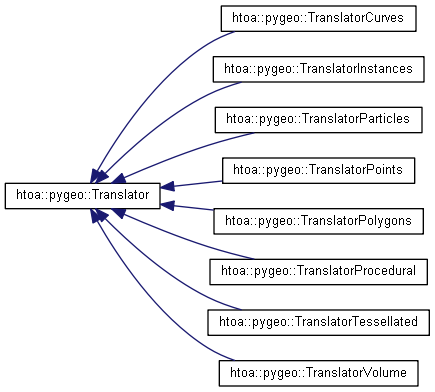 htoa::pygeo::TranslatorCurves
htoa::pygeo::TranslatorInstances
htoa::pygeo::TranslatorParticles
htoa::pygeo::TranslatorPoints
htoa::pygeo::Translator
htoa::pygeo::TranslatorPolygons
htoa::pygeo::TranslatorProcedural
htoa::pygeo::TranslatorTessellated
htoa::pygeo::TranslatorVolume